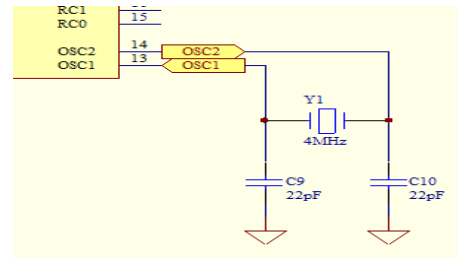 RC1
RC0 15
OSC2 14 OSC2
OSC1 13 OSC1
Y1
4MHz
C9 C10
22pF 22pF